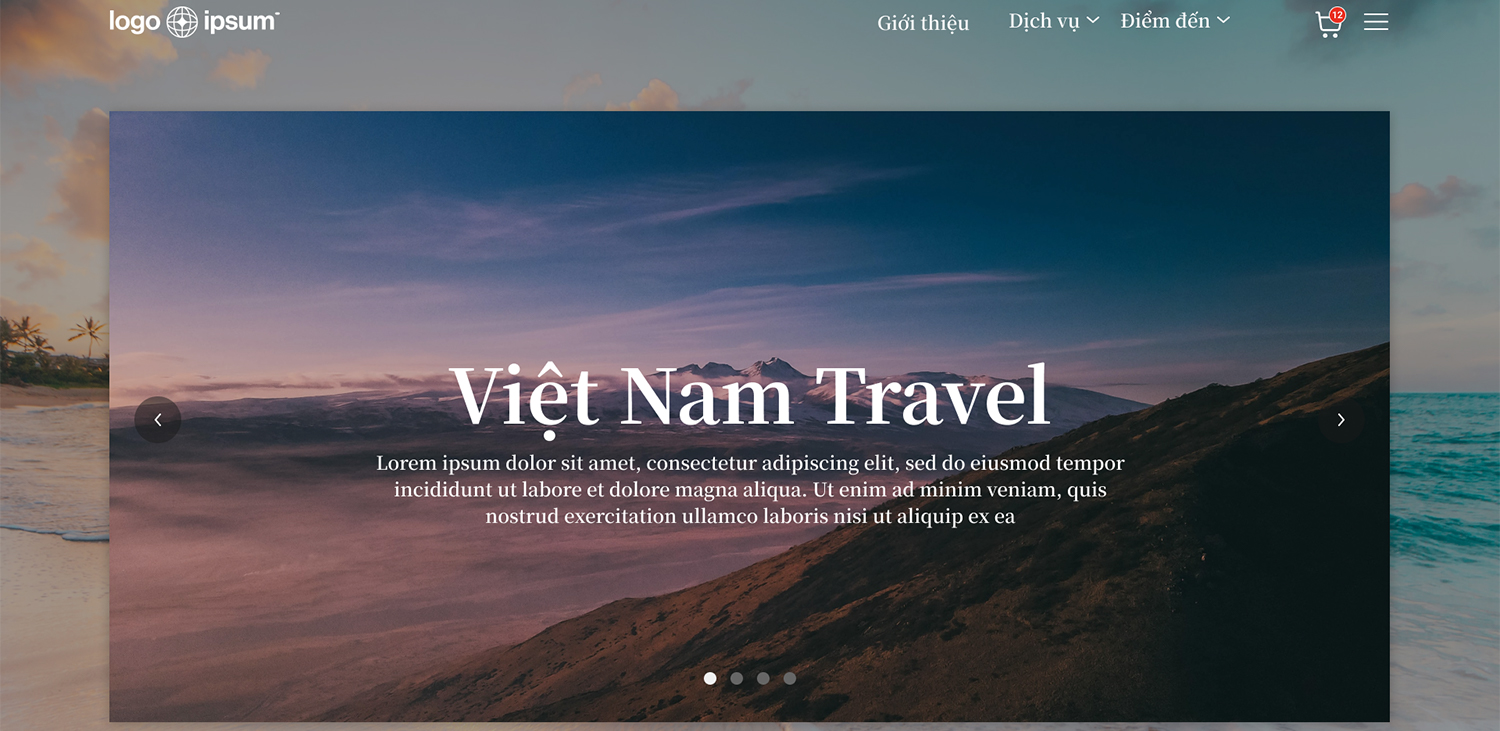 logo ipsum
Giới thiệu
Dịch vụ
Điểm đến
12
Việt Nam Travel
Lorem ipsum dolor sit amet, consectetur adipiscing elit, sed do eiusmod tempor
incididunt ut labore et dolore magna aliqua. Ut enim ad minim veniam, quis
nostrud exercitation ullamco laboris nisi ut aliquip ex ea